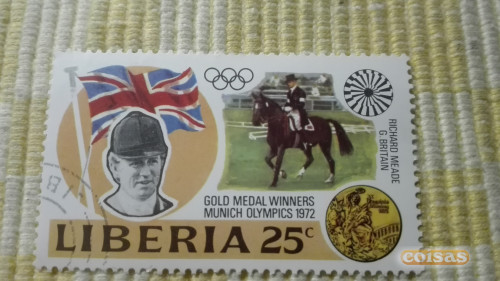 RICHARD MEADE
G. BRITAIN
GOLD MEDAL WINNERS
MUNICH OLYMPICS 1972
LIBERIA 25c
coisas